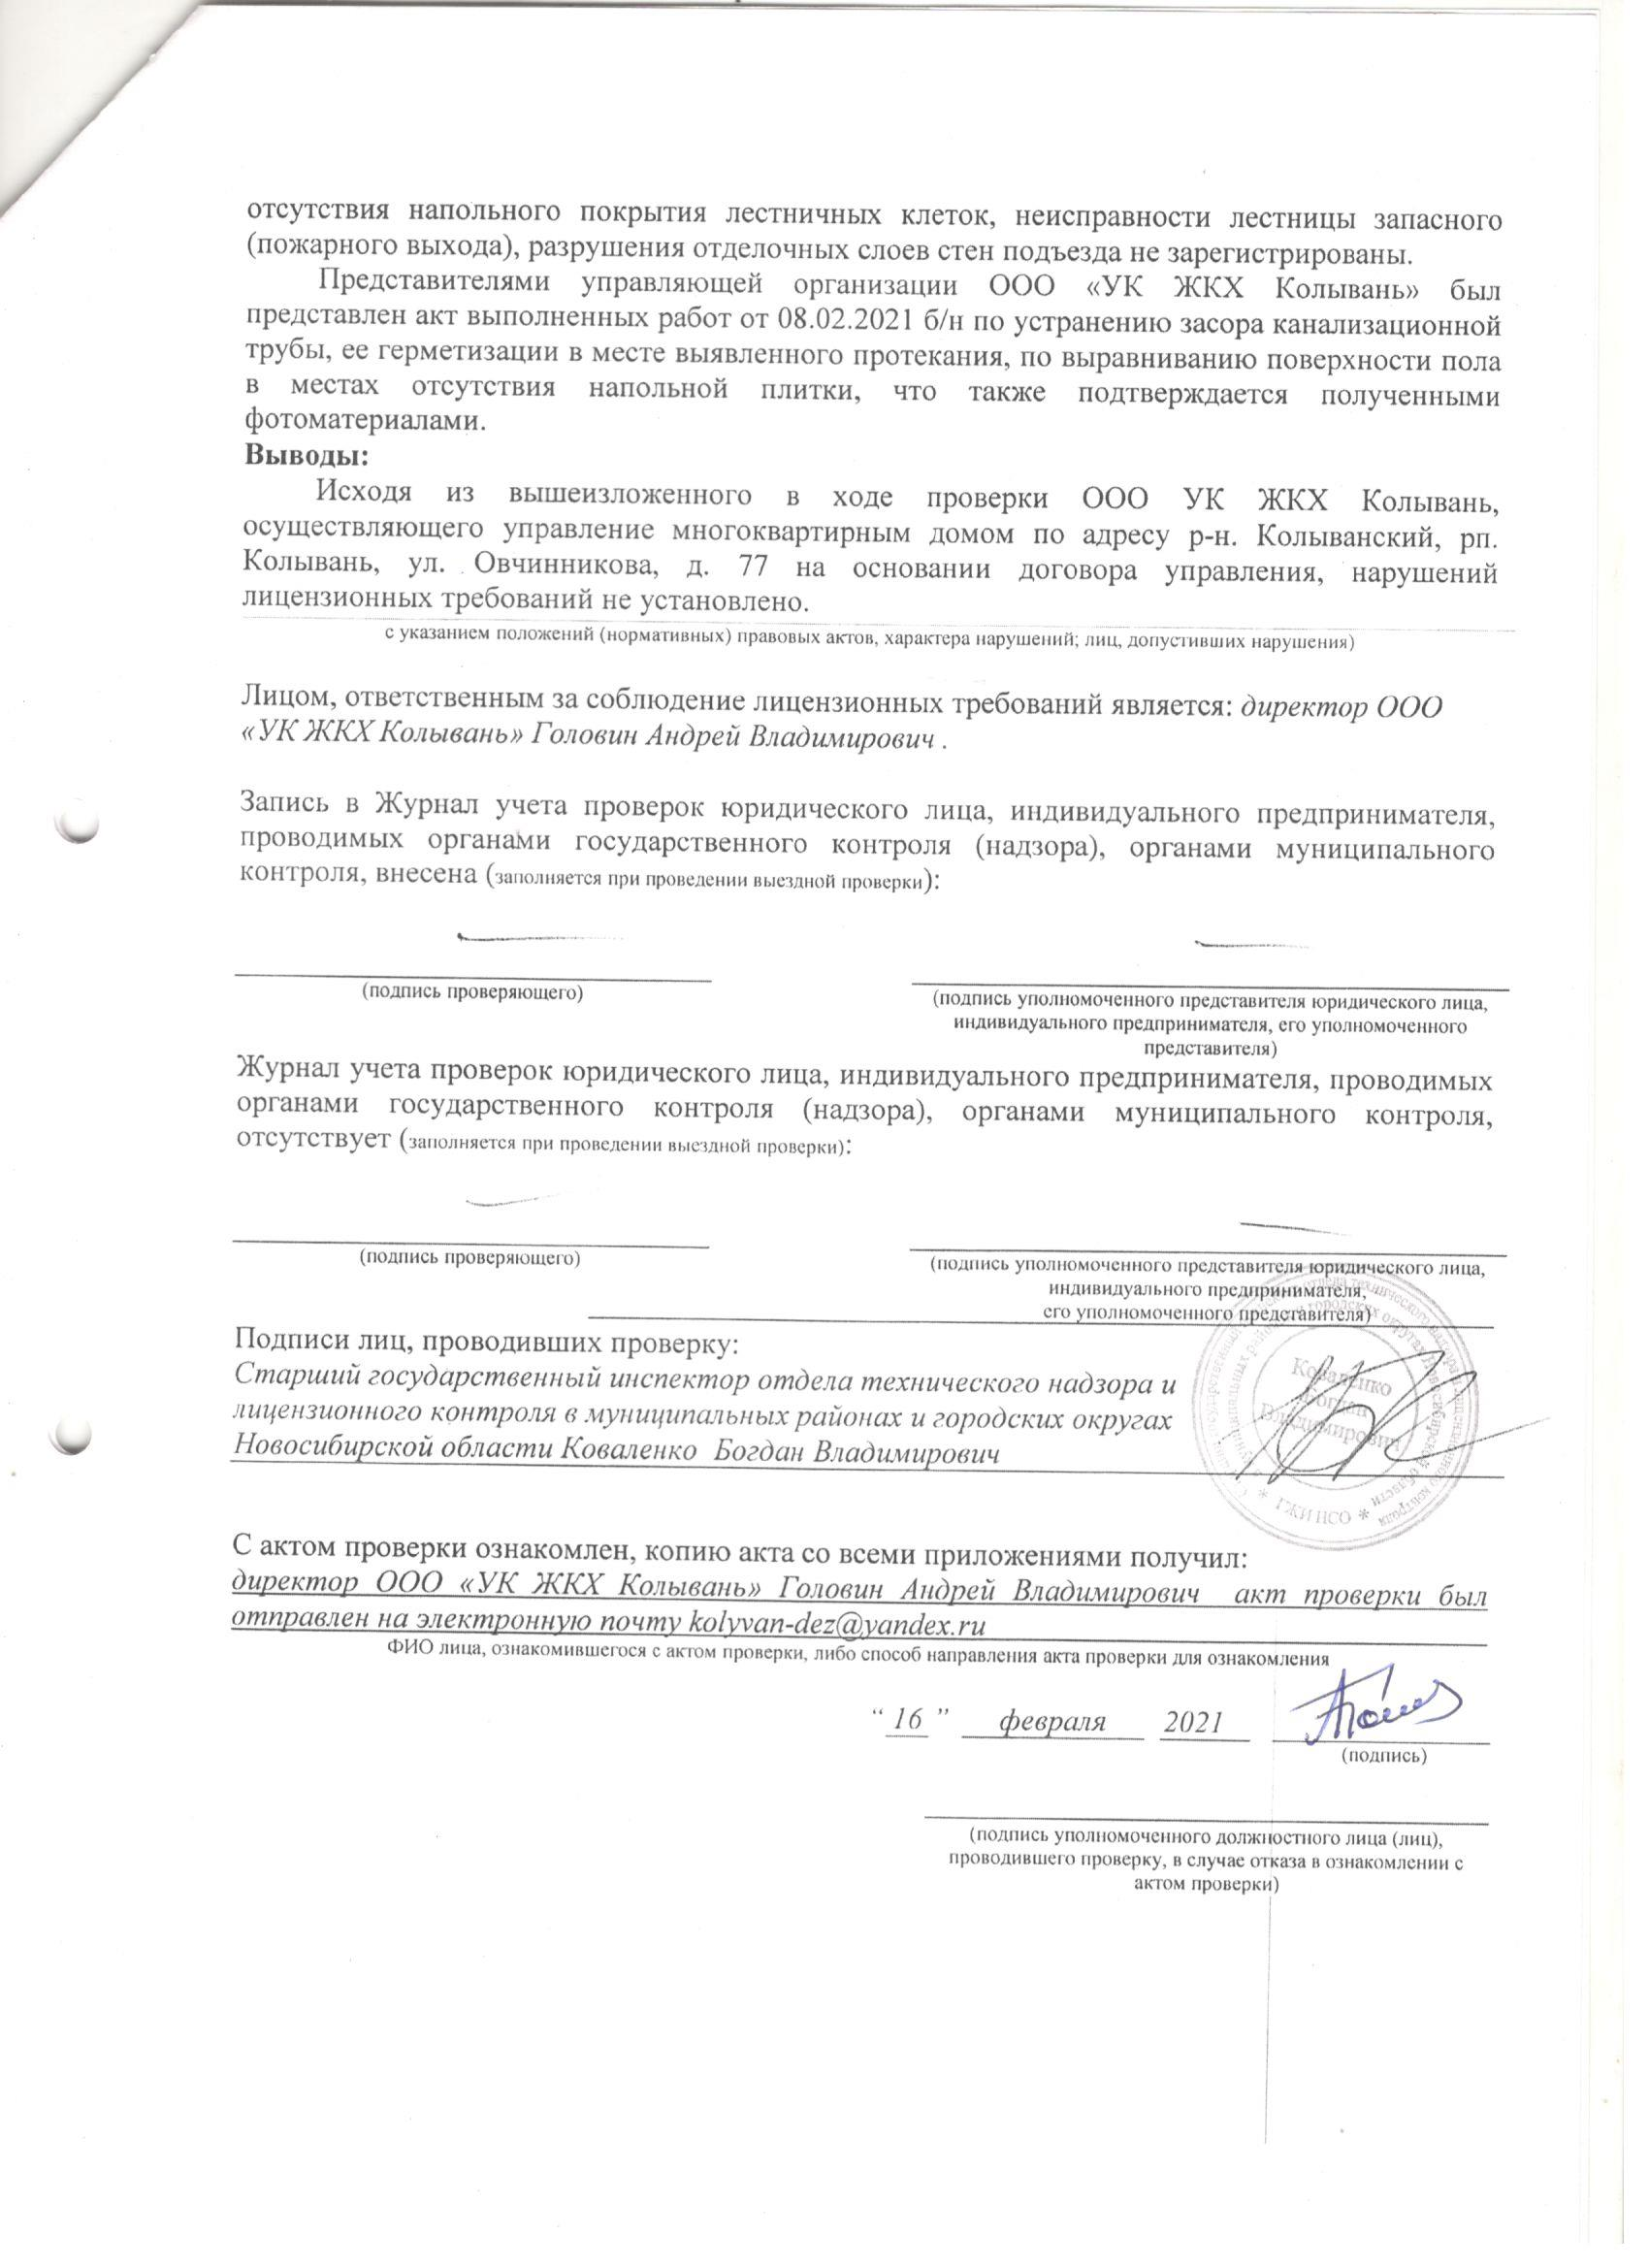 отсутствия напольного покрытия лестничных клеток, неисправности лестницы запасного
(пожарного выхода), разрушения отделочных слоев стен подъезда не зарегистрированы.
Представителями управляющей организации ООО «УК ЖКХ Колывань» был
представлен акт выполненных работ от 08.02.2021 б/н по устранению засора канализационной
трубы, ее герметизации в месте выявленного протекания, по выравниванию поверхности пола
в местах отсутствия напольной плитки, что также подтверждается полученными
фотоматериалами.
Выводы:
Исходя из вышеизложенного в ходе проверки ООО УК ЖКХ Колывань,
осуществляющего управление многоквартирным домом по адресу р-н. Колыванский, рп.
Колывань, ул. Овчинникова, д. 77 на основании договора управления, нарушений
лицензионных требований не установлено.
с указанием положений (нормативных) правовых актов, характера нарушений; лиц, допустивших нарушения)
Лицом, ответственным за соблюдение лицензионных требований является: директор ООО
«УК ЖКХ Колывань» Головин Андрей Владимирович .
Запись в Журнал учета проверок юридического лица, индивидуального предпринимателя,
проводимых органами государственного контроля (надзора), органами муниципального
контроля, внесена (заполняется при проведении выездной проверки):
(подпись проверяющего)
(подпись уполномоченного представителя юридического лица,
индивидуального предпринимателя, его уполномоченного
представителя)
Журнал учета проверок юридического лица, индивидуального предпринимателя, проводимых
органами государственного контроля (надзора), органами муниципального контроля,
отсутствует (заполняется при проведении выездной проверки):
(подпись проверяющего)
(подпись уполномоченного представителя юридического лица,
индивидуального предпринимателя,
его уполномоченного представителя)
Подписи лиц, проводивших проверку:
Старший государственный инспектор отдела технического надзора и
лицензионного контроля в муниципальных районах и городских округах
Новосибирской области Коваленко Богдан Владимирович
Коваленко
Богдан
Владимирович
* ГЖИ НСО *
С актом проверки ознакомлен, копию акта со всеми приложениями получил:
директор ООО «УК ЖКХ Колывань» Головин Андрей Владимирович акт проверки был
отправлен на электронную почту kolyvan-dez@yandex.ru
ФИО лица, ознакомившегося с актом проверки, либо способ направления акта проверки для ознакомления
“ 16 ” февраля 2021
(подпись)
(подпись уполномоченного должностного лица (лиц),
проводившего проверку, в случае отказа в ознакомлении с
актом проверки)